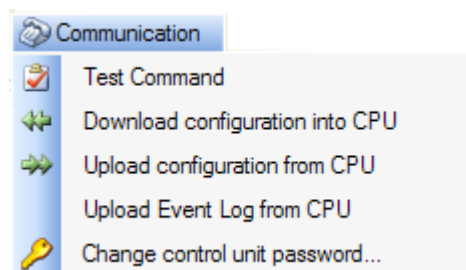 Communication
Test Command
Download configuration into CPU
Upload configuration from CPU
Upload Event Log from CPU
Change control unit password...